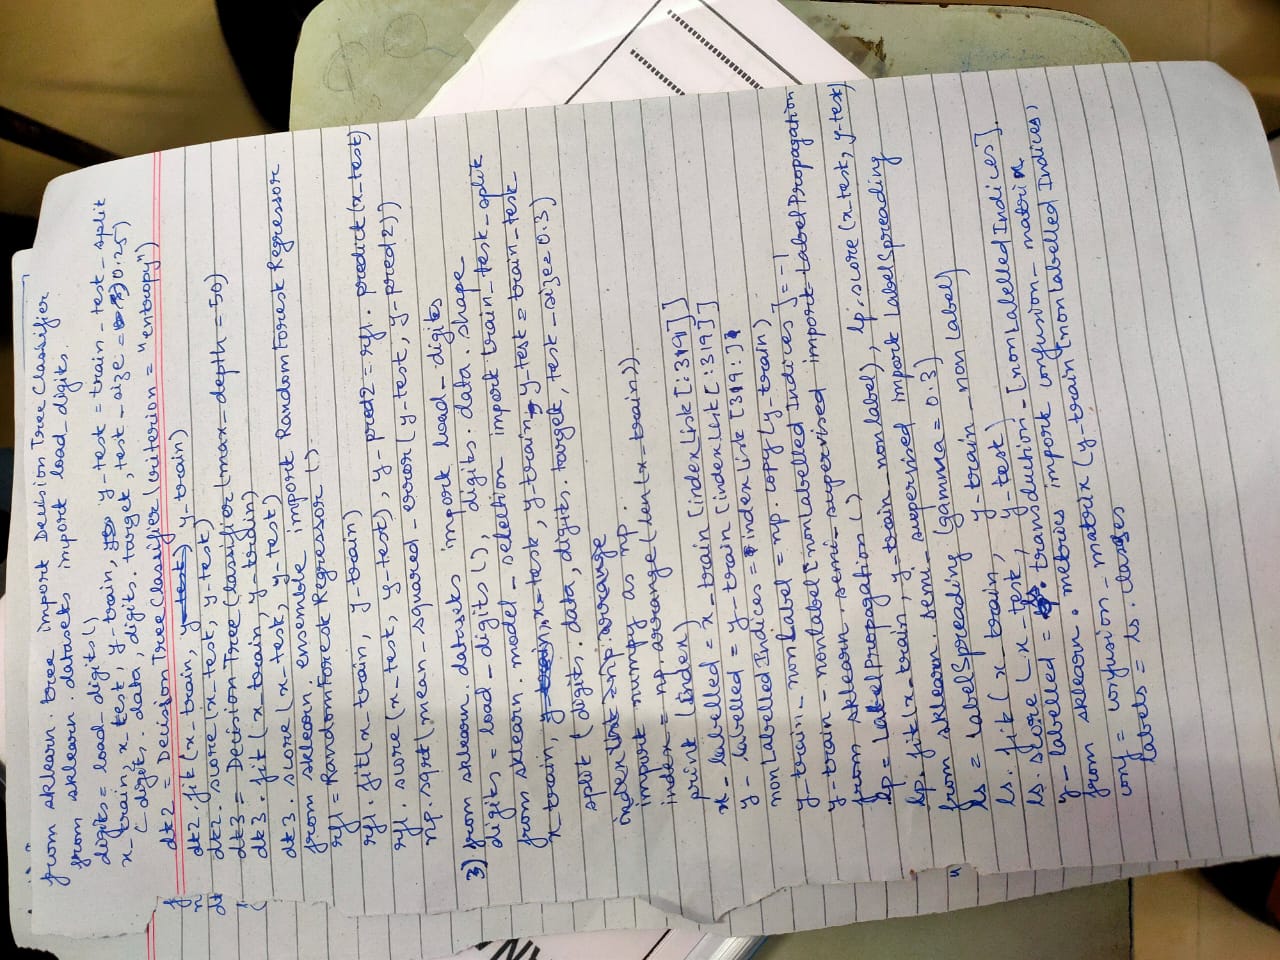 from sklearn.tree import Decision Tree Classifier
from sklearn.datasets import load_digits.
digits = load_digits()
x_train, x_test, y_train, y_test = train_test_split
(digits.data, digits.target, test_size = 0.25)
dt2 = Decision Tree Classifier (criterion = "entropy")
dt2.fit (x_train, y_train)
dt2.score (x_test, y_test)
dt3 = Decision Tree Classifier (max_depth = 50)
dt3.fit (x_train, y_train)
dt3.score (x_test, y_test)
from sklearn.ensemble import Random Forest Regressor
rf1 = Random Forest Regressor ()
rf1.fit (x_train, y_train)
rf1.score (x_test, y_test), y_pred2 = rf1.predict (x_test)
np.sqrt (mean_squared_error (y_test, y_pred2))
3) from sklearn.datasets import load_digits
digits = load_digits (), digits.data.shape
from sklearn.model_selection import train_test_split
x train, x_test, y_train, y_test = train_test_
split (digits.data, digits.target, test_size = 0.3)
index list = np.arrange
import numpy as np.
index = np.arrange (len (x_train))
print (index)
x_labelled = x_train [index List [:319]]
y_labelled = y_train [index List [:319]]
non Labelled Indices = index List [319:]
y_train_nonLabel = np.copy (y_train)
y_train_nonlabel [nonLabelled Indices] = -1
from sklearn.semi_supervised import Label Propagation
lp = Label Propagation ()
lp.fit (x_train, y_train_non label), lp.score (x_test, y_test)
from sklearn.semi_supervised import Label Spreading
ls = Label Spreading (gamma = 0.3)
ls.fit (x_train, y_train_non Label)
ls.score (x_test, y_test)
y_labelled = ls.transduction_[non Labelled Indices].
from sklearn.metrics import confusion_matrix
conf = confusion_matrix (y_train [non Labelled Indices,
labels = ls.classes